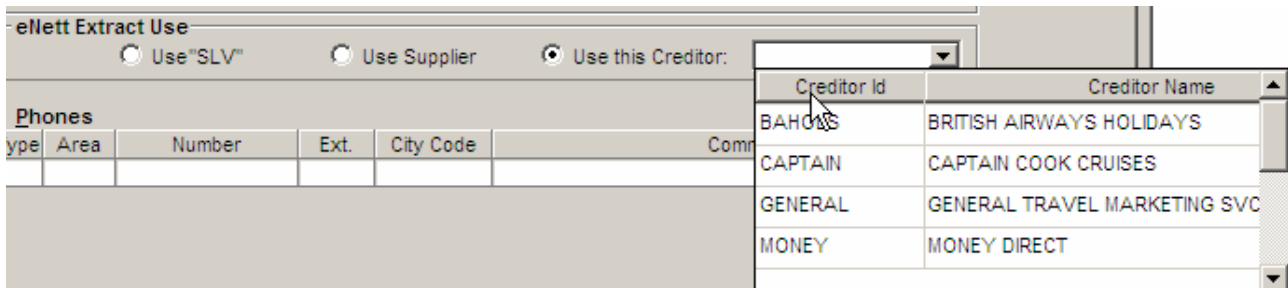 eNett Extract Use
Use"SLV" Use Supplier Use this Creditor:
Creditor Id Creditor Name
Phones
ype Area Number Ext. City Code Comm
BRITISH AIRWAYS HOLIDAYS
CAPTAIN CAPTAIN COOK CRUISES
GENERAL GENERAL TRAVEL MARKETING SVC
MONEY MONEY DIRECT